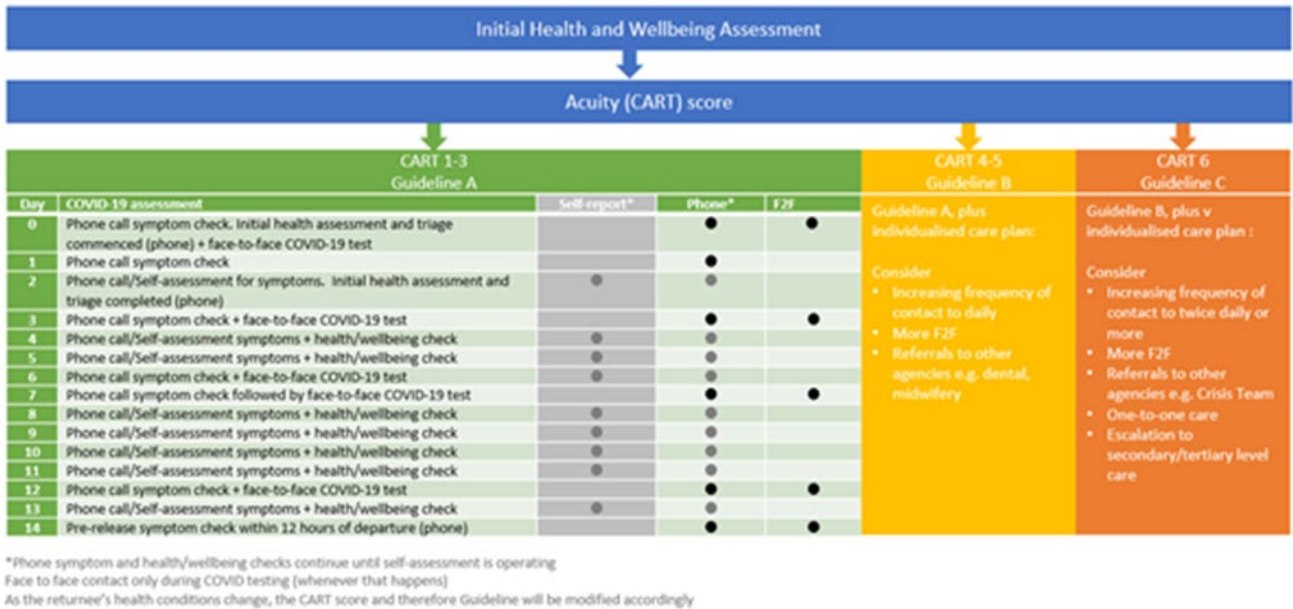 Initial Health and Wellbeing Assessment
Acuity (CART) score
CART 1-3
Guideline A
Day COVID-19 assessment Self-report* Phone* F2F
0 Phone call symptom check. Initial health assessment and triage
commenced (phone) + face-to-face COVID-19 test
1 Phone call symptom check
2 Phone call/Self-assessment for symptoms. Initial health assessment and
triage completed (phone)
3 Phone call symptom check + face-to-face COVID-19 test
4 Phone call/Self-assessment symptoms + health/wellbeing check
5 Phone call/Self-assessment symptoms + health/wellbeing check
6 Phone call symptom check + face-to-face COVID-19 test
7 Phone call symptom check followed by face-to-face COVID-19 test
8 Phone call/Self-assessment symptoms + health/wellbeing check
9 Phone call/Self-assessment symptoms + health/wellbeing check
10 Phone call/Self-assessment symptoms + health/wellbeing check
11 Phone call/Self-assessment symptoms + health/wellbeing check
12 Phone call symptom check + face-to-face COVID-19 test
13 Phone call/Self-assessment symptoms + health/wellbeing check
14 Pre-release symptom check within 12 hours of departure (phone)
CART 4-5
Guideline B
Guideline A, plus
individualised care plan:
Consider
• Increasing frequency of
contact to daily
• More F2F
• Referrals to other
agencies e.g. dental,
midwifery
CART 6
Guideline C
Guideline B, plus v
individualised care plan :
Consider
• Increasing frequency of
contact to twice daily or
more
• More F2F
• Referrals to other
agencies e.g. Crisis Team
• One-to-one care
• Escalation to
secondary/tertiary level
care
*Phone symptom and health/wellbeing checks continue until self-assessment is operating
Face to face contact only during COVID testing (whenever that happens)
As the returnee's health conditions change, the CART score and therefore Guideline will be modified accordingly